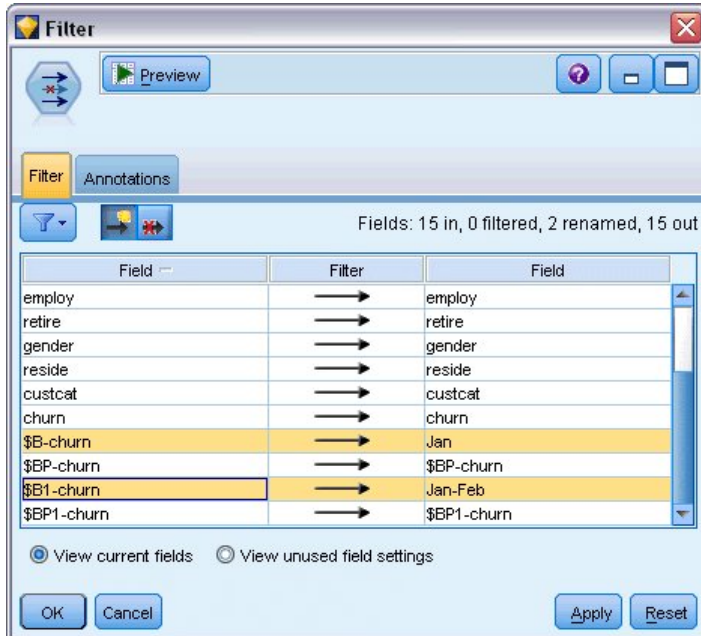 Filter
Preview
Filter Annotations
Fields: 15 in, 0 filtered, 2 renamed, 15 out
Field Filter Field
employ employ
retire retire
gender gender
reside reside
custcat custcat
churn churn
$B-churn Jan
$BP-churn $BP-churn
$B1-churn Jan-Feb
$BP1-churn $BP1-churn
View current fields View unused field settings
OK Cancel Apply Reset